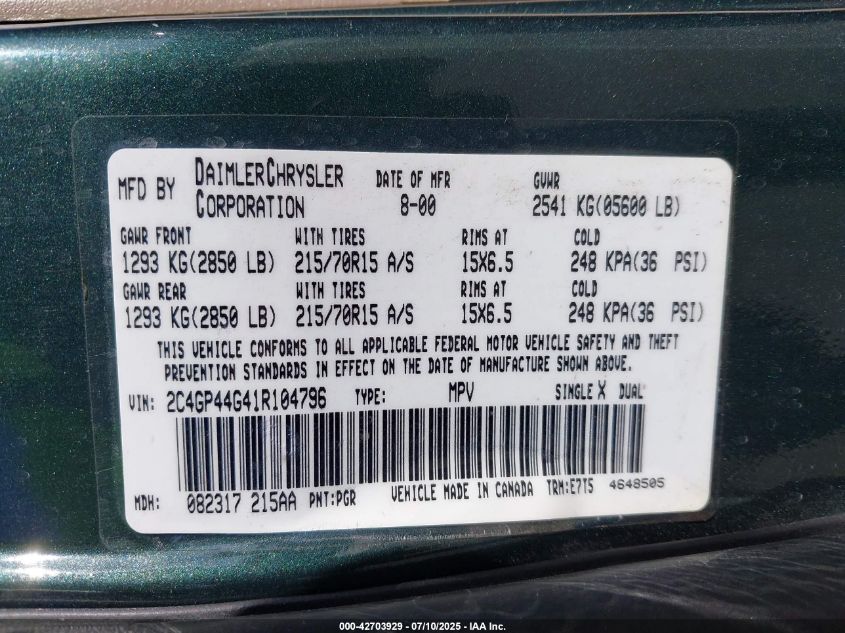 MFD BY DAIMLERCHRYSLER CORPORATION DATE OF MFR 8-00 GVWR 2541 KG(05600 LB)
GAWR FRONT WITH TIRES RIMS AT COLD
1293 KG(2850 LB) 215/70R15 A/S 15X6.5 248 KPA(36 PSI)
GAWR REAR WITH TIRES RIMS AT COLD
1293 KG(2850 LB) 215/70R15 A/S 15X6.5 248 KPA(36 PSI)
THIS VEHICLE CONFORMS TO ALL APPLICABLE FEDERAL MOTOR VEHICLE SAFETY AND THEFT
PREVENTION STANDARDS IN EFFECT ON THE DATE OF MANUFACTURE SHOWN ABOVE.
VIN: 2C4GP44G41R104796 TYPE: MPV SINGLE X DUAL
MDH: 082317 215AA PNT:PGR VEHICLE MADE IN CANADA TRM:E7T5 4648505
000-42703929 - 07/10/2025 - IAA Inc.